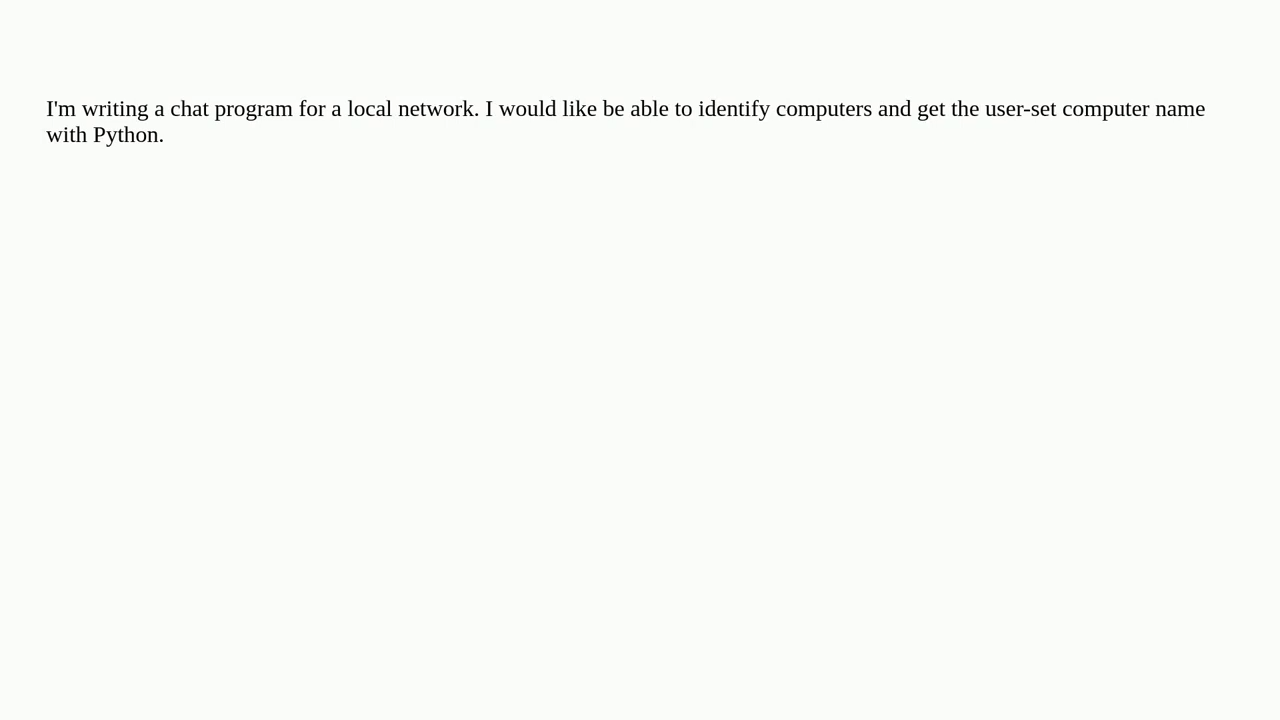 I'm writing a chat program for a local network. I would like be able to identify computers and get the user-set computer name
with Python.